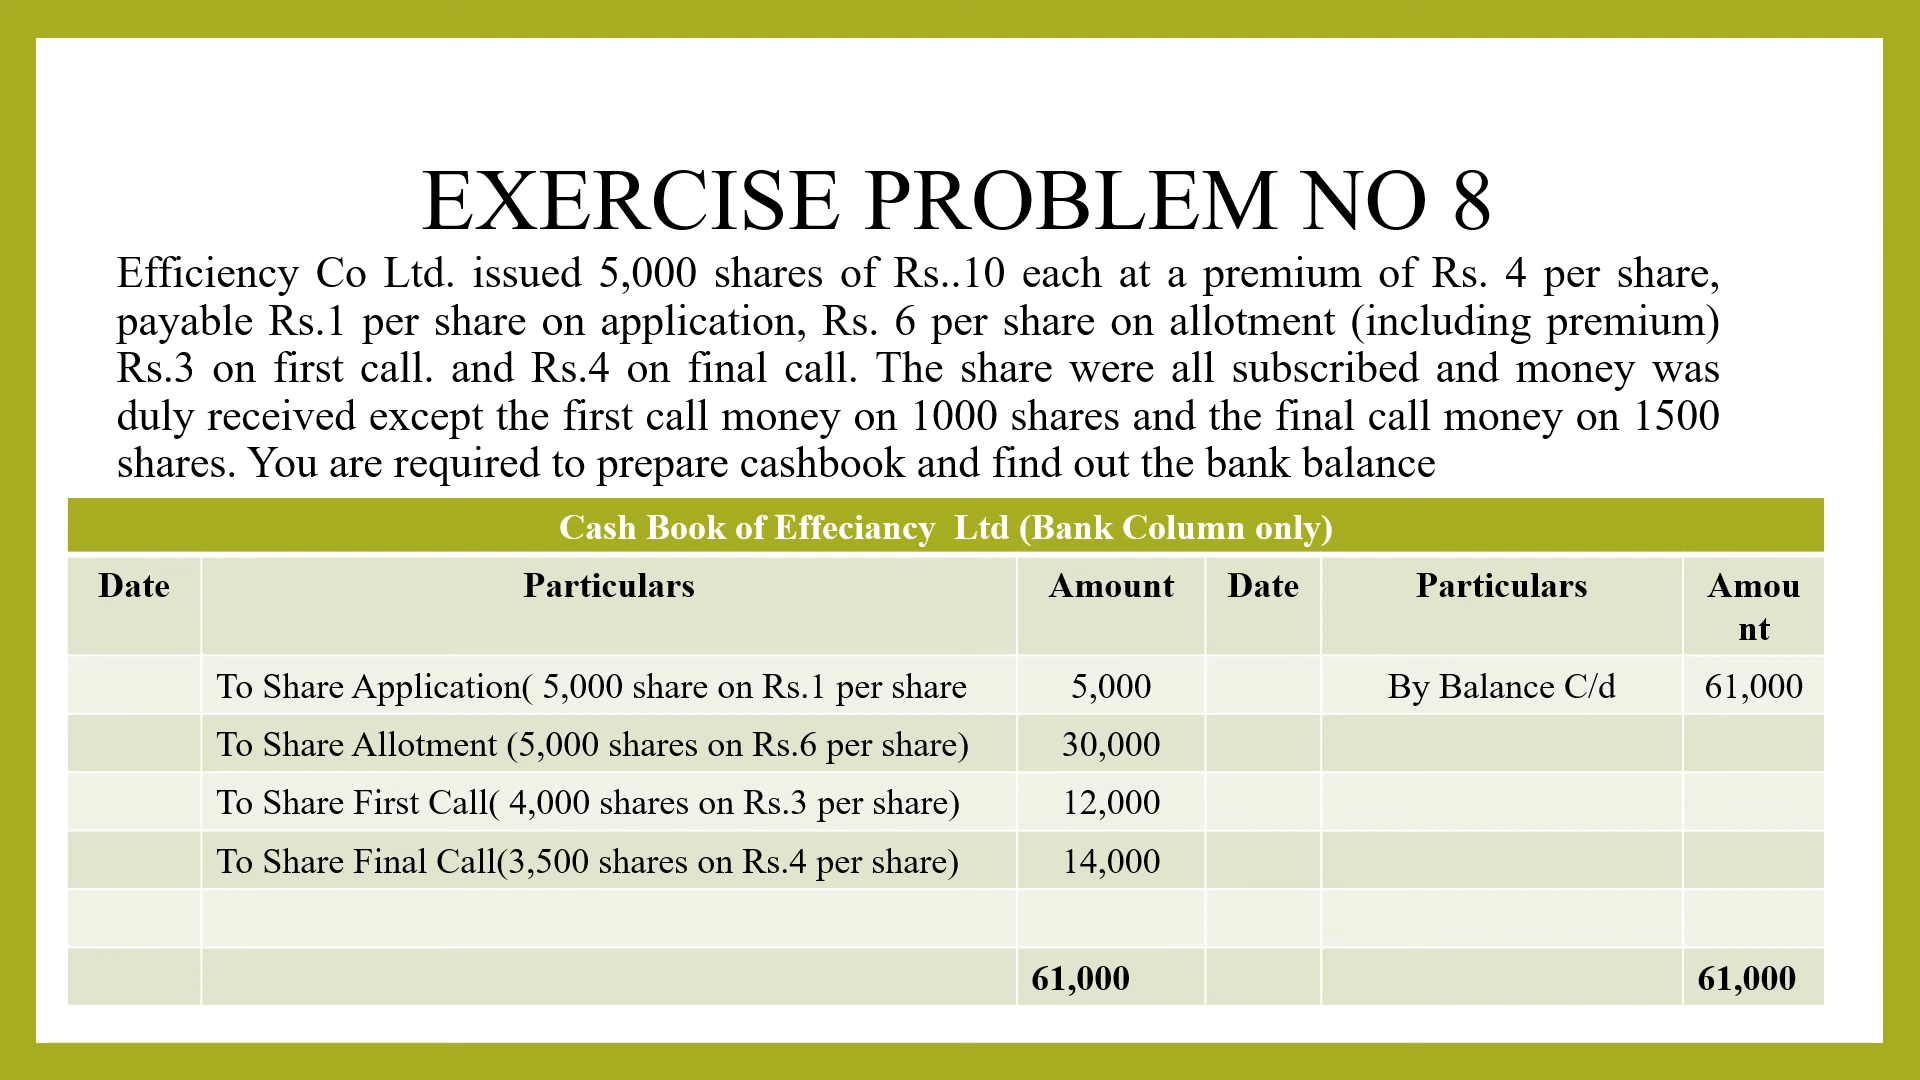 EXERCISE PROBLEM NO 8
Efficiency Co Ltd. issued 5,000 shares of Rs..10 each at a premium of Rs. 4 per share,
payable Rs.1 per share on application, Rs. 6 per share on allotment (including premium)
Rs.3 on first call. and Rs.4 on final call. The share were all subscribed and money was
duly received except the first call money on 1000 shares and the final call money on 1500
shares. You are required to prepare cashbook and find out the bank balance
Cash Book of Effeciancy Ltd (Bank Column only)
Date Particulars Amount Date Particulars Amou
nt
To Share Application( 5,000 share on Rs.1 per share 5,000 By Balance C/d 61,000
To Share Allotment (5,000 shares on Rs.6 per share) 30,000
To Share First Call( 4,000 shares on Rs.3 per share) 12,000
To Share Final Call(3,500 shares on Rs.4 per share) 14,000
61,000 61,000